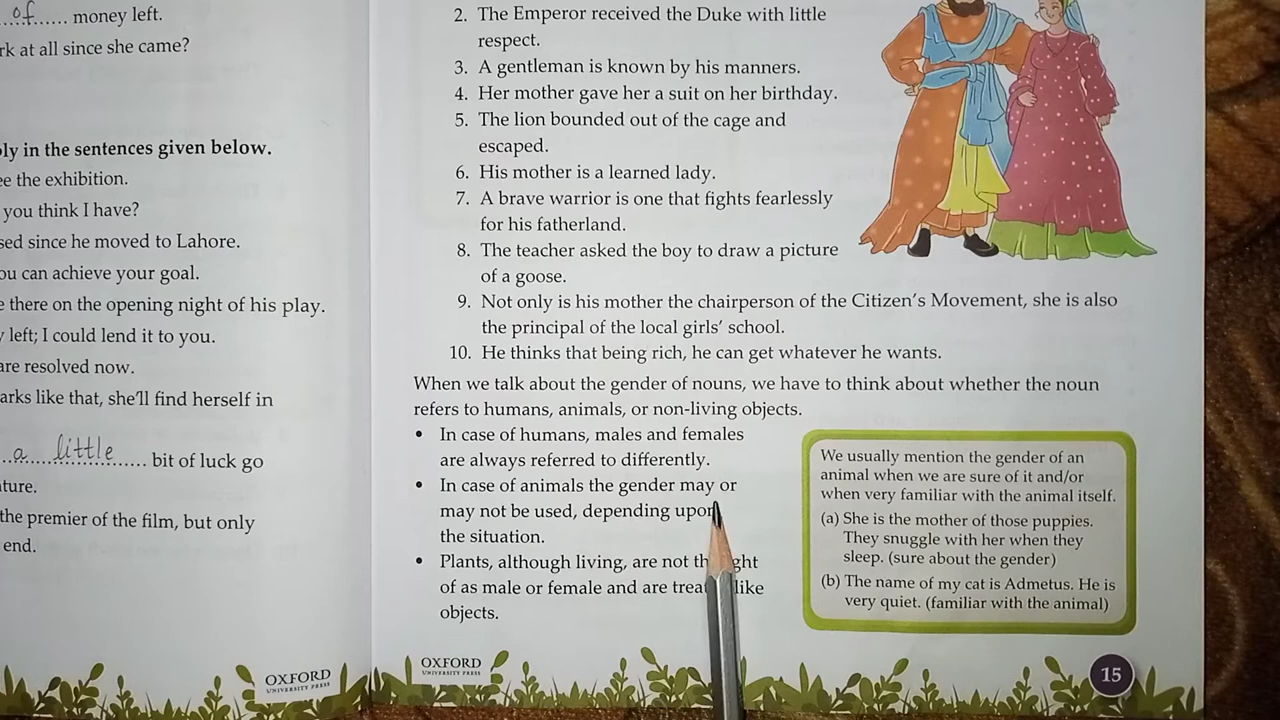 of money left.
rk at all since she came?
ly in the sentences given below.
ee the exhibition.
you think I have?
sed since he moved to Lahore.
ou can achieve your goal.
e there on the opening night of his play.
left; I could lend it to you.
are resolved now.
arks like that, she'll find herself in
a little bit of luck go
ture.
the premier of the film, but only
end.
OXFORD
UNIVERSITY PRESS
2. The Emperor received the Duke with little
respect.
3. A gentleman is known by his manners.
4. Her mother gave her a suit on her birthday.
5. The lion bounded out of the cage and
escaped.
6. His mother is a learned lady.
7. A brave warrior is one that fights fearlessly
for his fatherland.
8. The teacher asked the boy to draw a picture
of a goose.
9. Not only is his mother the chairperson of the Citizen's Movement, she is also
the principal of the local girls' school.
10. He thinks that being rich, he can get whatever he wants.
When we talk about the gender of nouns, we have to think about whether the noun
refers to humans, animals, or non-living objects.
• In case of humans, males and females
are always referred to differently.
• In case of animals the gender may or
may not be used, depending upon
the situation.
• Plants, although living, are not thought
of as male or female and are treated like
objects.
We usually mention the gender of an
animal when we are sure of it and/or
when very familiar with the animal itself.
(a) She is the mother of those puppies.
They snuggle with her when they
sleep. (sure about the gender)
(b) The name of my cat is Admetus. He is
very quiet. (familiar with the animal)
OXFORD
UNIVERSITY PRESS
15